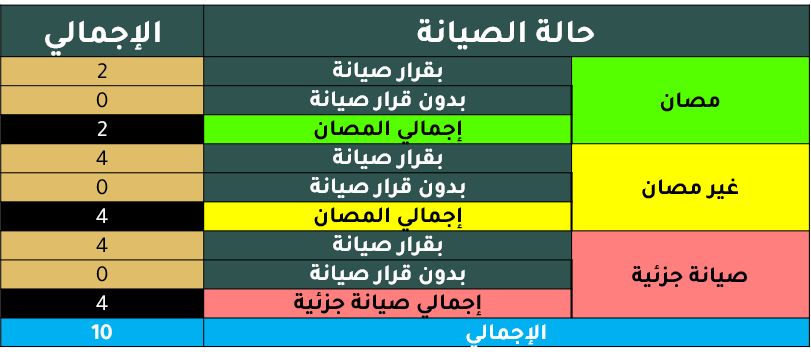 حالة الصيانة الإجمالي
مصان
بقرار صيانة 2
بدون قرار صيانة 0
إجمالي المصان 2
غير مصان
بقرار صيانة 4
بدون قرار صيانة 0
إجمالي المصان 4
صيانة جزئية
بقرار صيانة 4
بدون قرار صيانة 0
إجمالي صيانة جزئية 4
الإجمالي 10